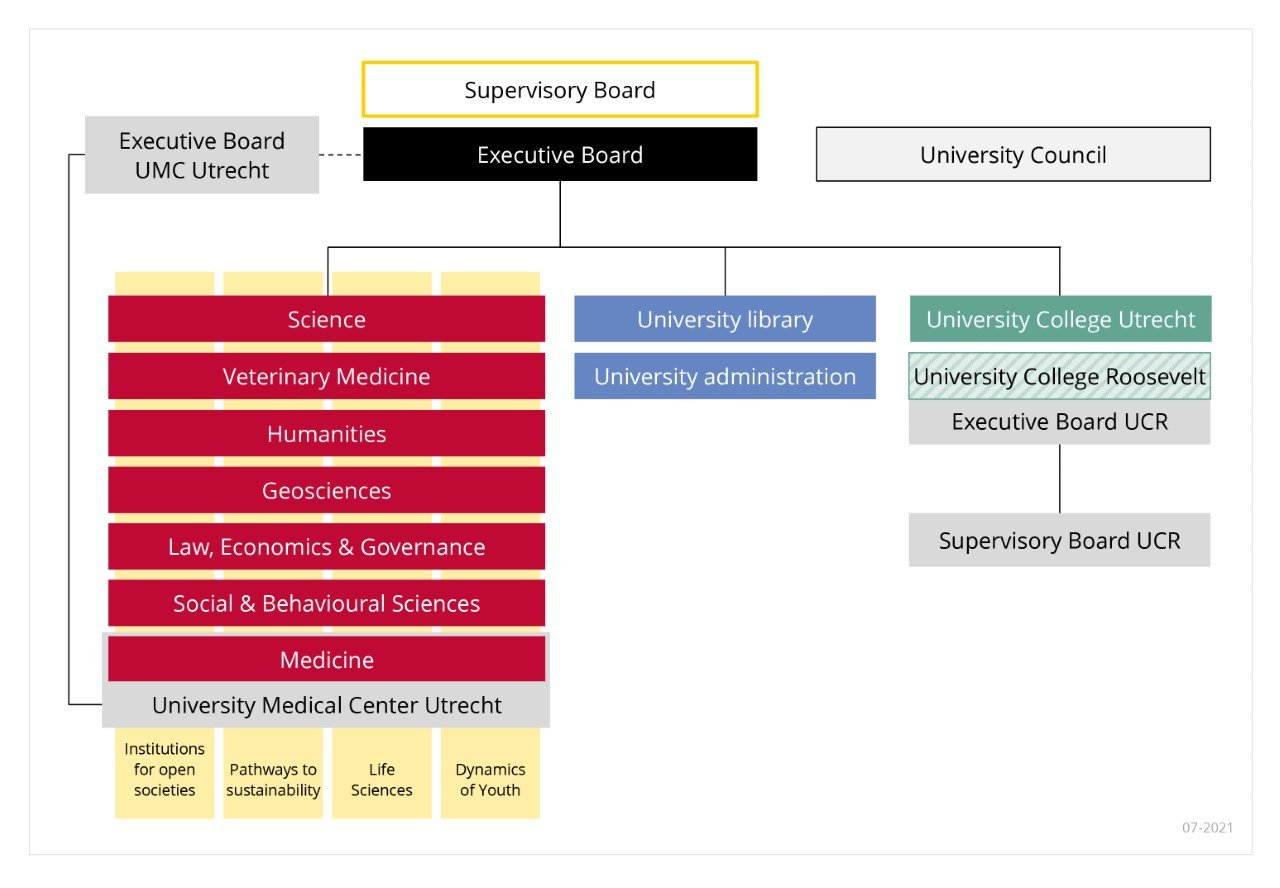 Supervisory Board
Executive Board
UMC Utrecht
Executive Board
University Council
Science
Veterinary Medicine
Humanities
Geosciences
Law, Economics & Governance
Social & Behavioural Sciences
Medicine
University Medical Center Utrecht
Institutions
for open
societies
Pathways to
sustainability
Life
Sciences
Dynamics
of Youth
University library
University administration
University College Utrecht
University College Roosevelt
Executive Board UCR
Supervisory Board UCR
07-2021